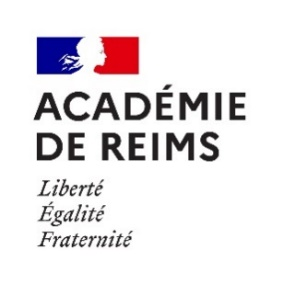 ACADÉMIE
DE REIMS
Liberté
Égalité
Fraternité